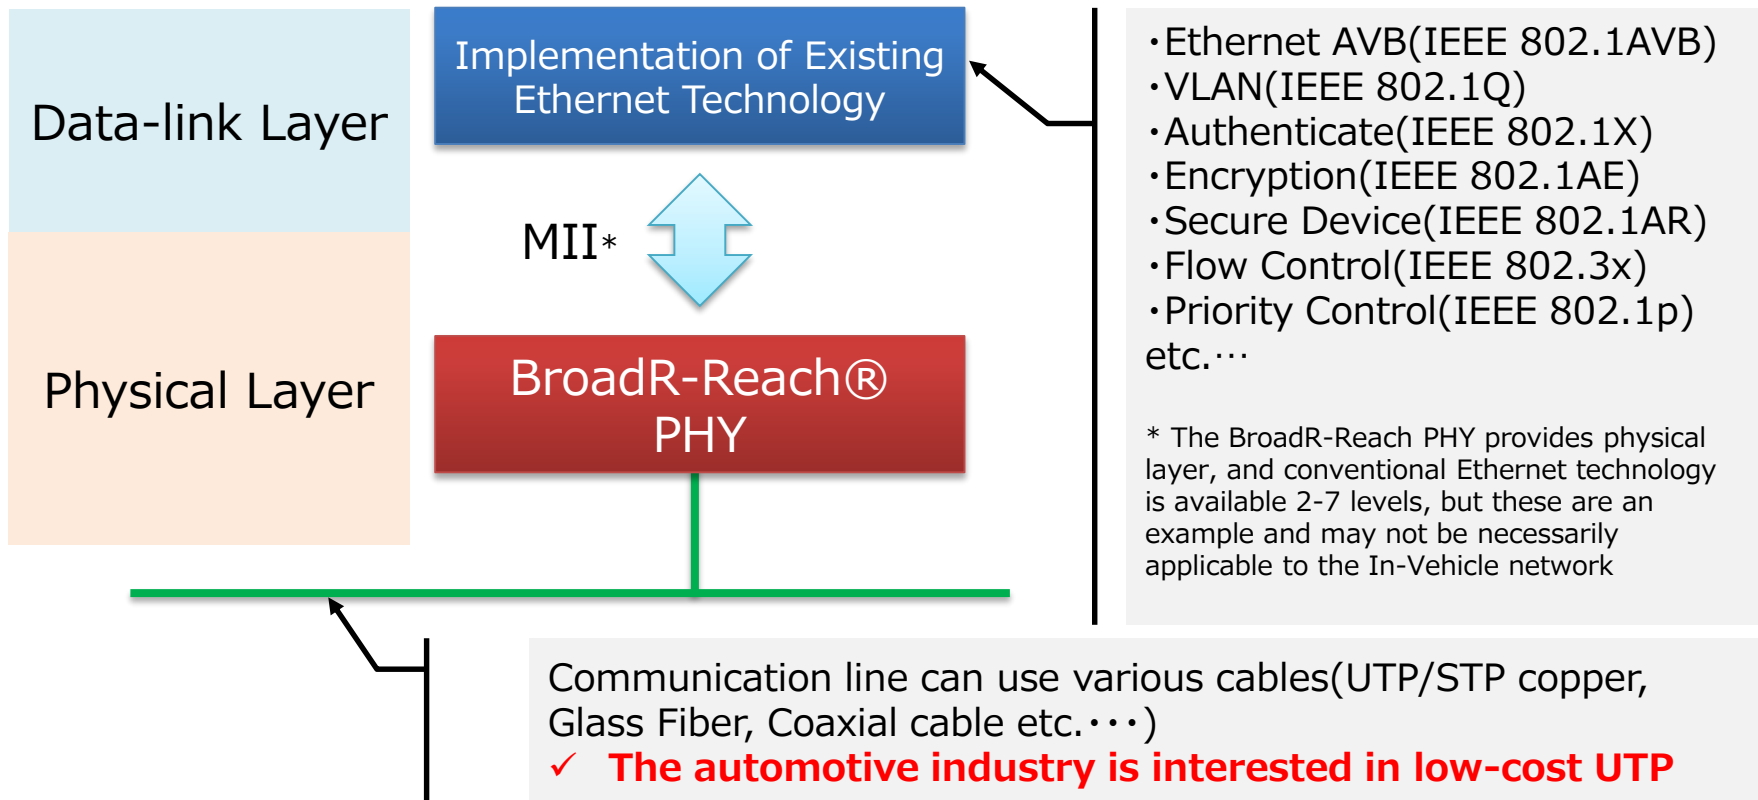 Data-link Layer
Physical Layer
Implementation of Existing
Ethernet Technology
MII*
BroadR-Reach®
PHY
・Ethernet AVB(IEEE 802.1AVB)
・VLAN(IEEE 802.1Q)
・Authenticate(IEEE 802.1X)
・Encryption(IEEE 802.1AE)
・Secure Device(IEEE 802.1AR)
・Flow Control(IEEE 802.3x)
・Priority Control(IEEE 802.1p)
etc.…
* The BroadR-Reach PHY provides physical
layer, and conventional Ethernet technology
is available 2-7 levels, but these are an
example and may not be necessarily
applicable to the In-Vehicle network
Communication line can use various cables(UTP/STP copper,
Glass Fiber, Coaxial cable etc.・・・)
✓ The automotive industry is interested in low-cost UTP